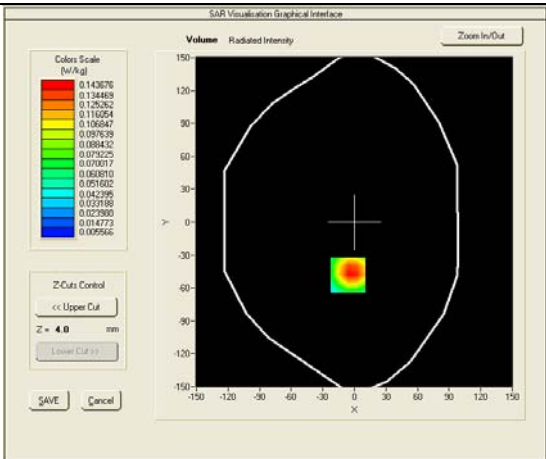 SAR Visualisation Graphical Interface
Volume Radiated Intensity
Zoom In/Out
Colors Scale
(W/kg)
0.143676
0.134469
0.125262
0.116054
0.106847
0.097639
0.088432
0.079225
0.070017
0.060810
0.051602
0.042395
0.033188
0.023980
0.014773
0.005566
Z-Cuts Control
<< Upper Cut
Z = 4.0 mm
Lower Cut >>
SAVE
Cancel
150
120
90
60
30
0
-30
-60
-90
-120
-150
Y
-150 -120 -90 -60 -30 0 30 60 90 120 150
X